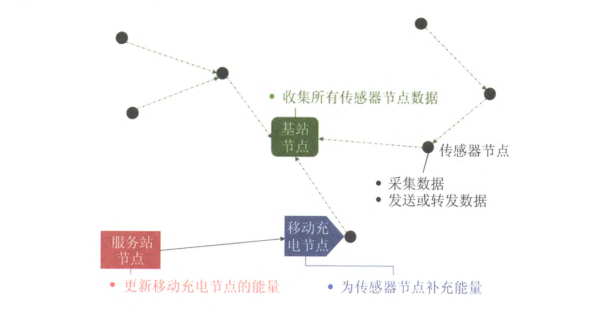 • 收集所有传感器节点数据
基站
节点
传感器节点
• 采集数据
• 发送或转发数据
移动充
电节点
服务站
节点
• 更新移动充电节点的能量
• 为传感器节点补充能量